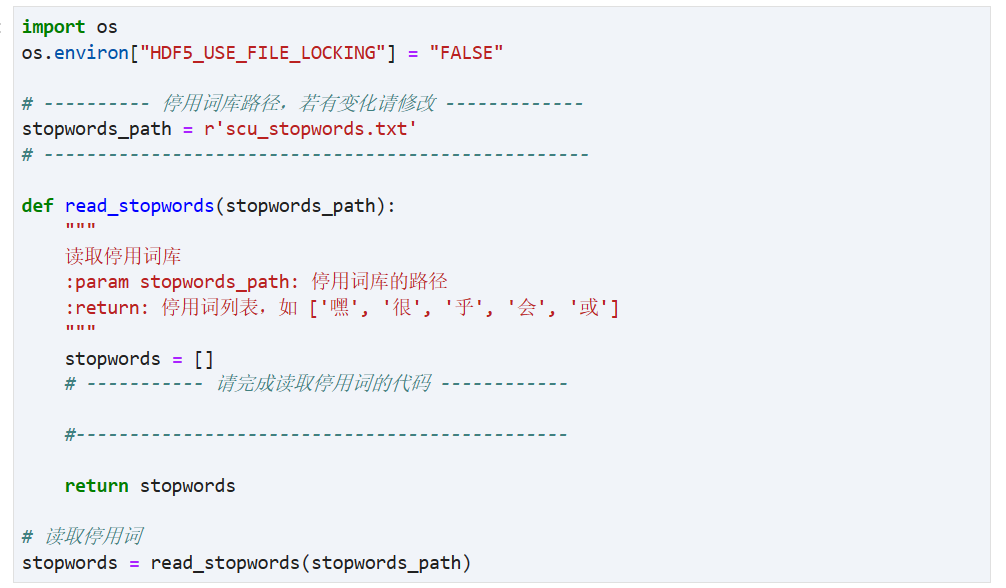 import os
os.environ["HDF5_USE_FILE_LOCKING"] = "FALSE"
# ---------- 停用词库路径，若有变化请修改 -------------
stopwords_path = r'scu_stopwords.txt'
# ---------------------------------------------------
def read_stopwords(stopwords_path):
    """
    读取停用词库
    :param stopwords_path: 停用词库的路径
    :return: 停用词列表，如 ['嘿', '很', '乎', '会', '或']
    """
    stopwords = []
    # ----------- 请完成读取停用词的代码 ------------
    #----------------------------------------------
    return stopwords
# 读取停用词
stopwords = read_stopwords(stopwords_path)